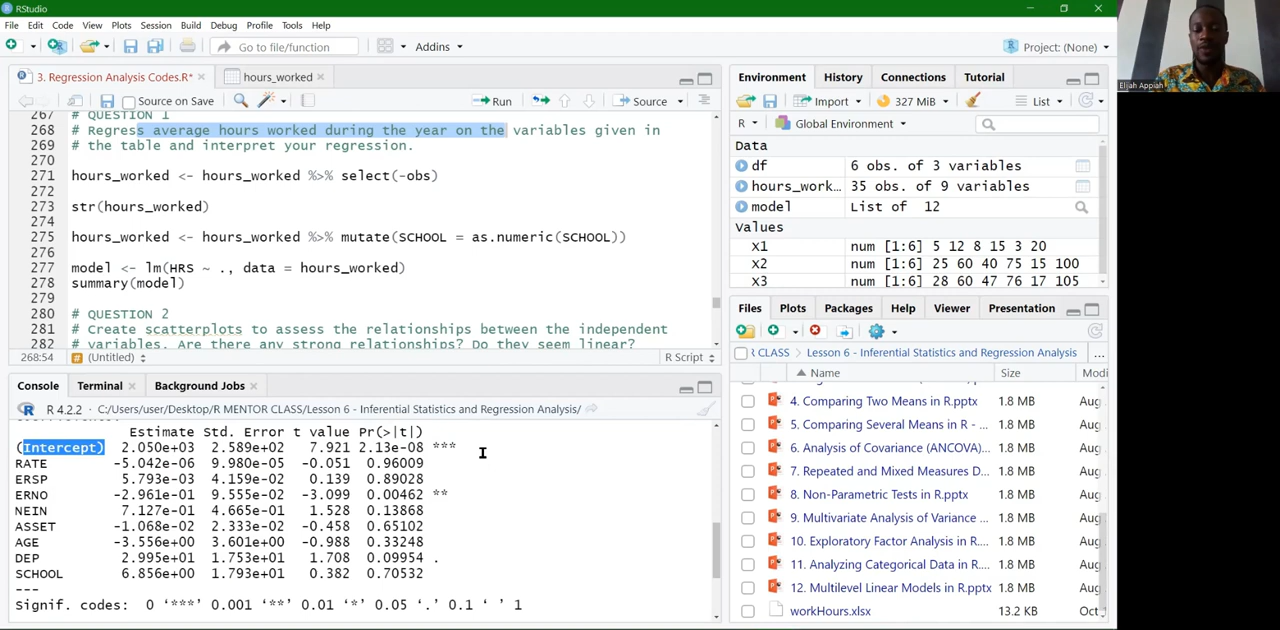 RStudio
File Edit Code View Plots Session Build Debug Profile Tools Help
Go to file/function Addins Project: (None)
3. Regression Analysis Codes.R* hours_worked
Source on Save Run Source
267 # QUESTION 1
268 # Regress average hours worked during the year on the variables given in
269 # the table and interpret your regression.
270
271 hours_worked <- hours_worked %>% select(-obs)
272
273 str(hours_worked)
274
275 hours_worked <- hours_worked %>% mutate(SCHOOL = as.numeric(SCHOOL))
276
277 model <- lm(HRS ~ ., data = hours_worked)
278 summary(model)
279
280 # QUESTION 2
281 # Create scatterplots to assess the relationships between the independent
282 # variables. Are there any strong relationships? Do they seem linear?
268:54 # (Untitled) R Script
Console Terminal Background Jobs
R 4.2.2 · C:/Users/user/Desktop/R MENTOR CLASS/Lesson 6 - Inferential Statistics and Regression Analysis/
Estimate Std. Error t value Pr(>|t|)
(Intercept) 2.050e+03 2.589e+02 7.921 2.13e-08 ***
RATE -5.042e-06 9.980e-05 -0.051 0.96009
ERSP 5.793e-03 4.159e-02 0.139 0.89028
ERNO -2.961e-01 9.555e-02 -3.099 0.00462 **
NEIN 7.127e-01 4.665e-01 1.528 0.13868
ASSET -1.068e-02 2.333e-02 -0.458 0.65102
AGE -3.556e+00 3.601e+00 -0.988 0.33248
DEP 2.995e+01 1.753e+01 1.708 0.09954 .
SCHOOL 6.856e+00 1.793e+01 0.382 0.70532
---
Signif. codes: 0 ‘***’ 0.001 ‘**’ 0.01 ‘*’ 0.05 ‘.’ 0.1 ‘ ’ 1
Environment History Connections Tutorial
Import 327 MiB List
R Global Environment
Data
df 6 obs. of 3 variables
hours_work… 35 obs. of 9 variables
model List of 12
Values
x1 num [1:6] 5 12 8 15 3 20
x2 num [1:6] 25 60 40 75 15 100
x3 num [1:6] 28 60 47 76 17 105
Files Plots Packages Help Viewer Presentation
R CLASS Lesson 6 - Inferential Statistics and Regression Analysis ...
Name Size Modi
4. Comparing Two Means in R.pptx 1.8 MB Aug
5. Comparing Several Means in R - ... 1.8 MB Aug
6. Analysis of Covariance (ANCOVA)... 1.8 MB Aug
7. Repeated and Mixed Measures D... 1.8 MB Aug
8. Non-Parametric Tests in R.pptx 1.8 MB Aug
9. Multivariate Analysis of Variance ... 1.8 MB Aug
10. Exploratory Factor Analysis in R.... 1.8 MB Aug
11. Analyzing Categorical Data in R.... 1.8 MB Aug
12. Multilevel Linear Models in R.pptx 1.8 MB Aug
workHours.xlsx 13.2 KB Oct
Elijah Appiah